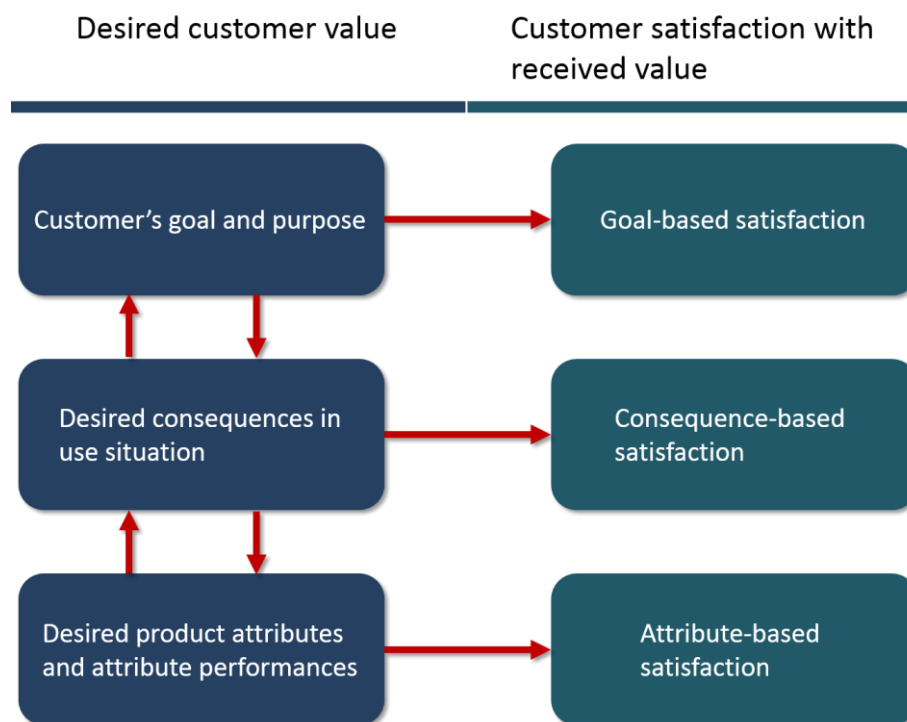 Desired customer value
Customer satisfaction with
received value
Customer’s goal and purpose
Goal-based satisfaction
Desired consequences in
use situation
Consequence-based
satisfaction
Desired product attributes
and attribute performances
Attribute-based
satisfaction